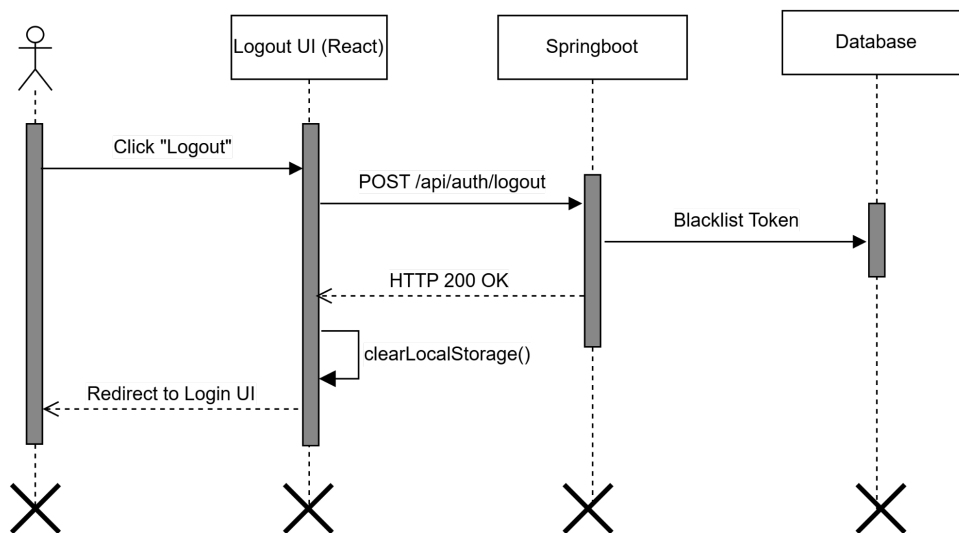 Logout UI (React)
Springboot
Database
Click "Logout"
POST /api/auth/logout
Blacklist Token
HTTP 200 OK
clearLocalStorage()
Redirect to Login UI